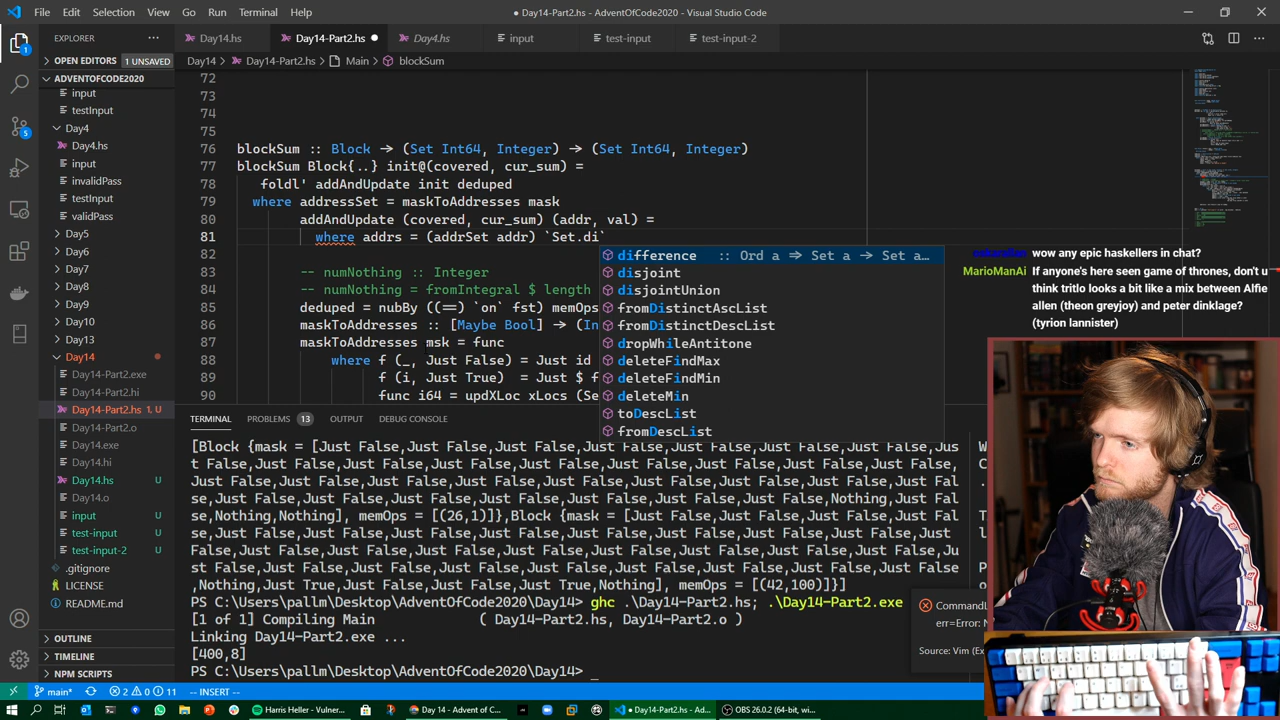 File Edit Selection View Go Run Terminal Help
● Day14-Part2.hs - AdventOfCode2020 - Visual Studio Code
EXPLORER
Day14.hs
Day14-Part2.hs
Day4.hs
input
test-input
test-input-2
OPEN EDITORS 1 UNSAVED
Day14 > Day14-Part2.hs > Main > blockSum
ADVENTOFCODE2020
input
testInput
Day4
Day4.hs
input
invalidPass
testInput
validPass
Day5
Day6
Day7
Day8
Day9
Day10
Day13
Day14
Day14-Part2.exe
Day14-Part2.hi
Day14-Part2.hs 1, M
Day14-Part2.o
Day14.exe
Day14.hi
Day14.hs U
Day14.o
input U
test-input U
test-input-2 U
.gitignore
LICENSE
README.md
OUTLINE
TIMELINE
NPM SCRIPTS
72
73
74
75
76 blockSum :: Block → (Set Int64, Integer) → (Set Int64, Integer)
77 blockSum Block{..} init@(covered, cur_sum) =
78 foldl' addAndUpdate init deduped
79 where addressSet = maskToAddresses mask
80 addAndUpdate (covered, cur_sum) (addr, val) =
81 where addrs = (addrSet addr) `Set.di`
82
83 -- numNothing :: Integer
84 -- numNothing = fromIntegral $ length
85 deduped = nubBy ((==) `on` fst) memOps
86 maskToAddresses :: [Maybe Bool] → (In
87 maskToAddresses msk = func
88 where f (_, Just False) = Just id
89 f (i, Just True) = Just $ f
90 func i64 = updXLoc xLocs (Se
difference :: Ord a ⇒ Set a → Set a…
disjoint
disjointUnion
fromDistinctAscList
fromDistinctDescList
dropWhileAntitone
deleteFindMax
deleteFindMin
deleteMin
toDescList
fromDescList
wow any epic haskellers in chat?
MarioManAi If anyone's here seen game of thrones, don't u
think tritlo looks a bit like a mix between Alfie
allen (theon greyjoy) and peter dinklage?
(tyrion lannister)
TERMINAL PROBLEMS 13 OUTPUT DEBUG CONSOLE
[Block {mask = [Just False,Just False,Just False,Just False,Just False,Jus
t False,Just False,Just False,Just False,Just False,Just False,Just False,
Just False,Just False,Just False,Just False,Just False,Just False,Just Fal
se,Just False,Just False,Just False,Just False,Just False,Just False,Just
False,Just False,Just False,Just False,Just False,Just False,Nothing,Just Fal
se,Nothing,Nothing], memOps = [(26,1)]},Block {mask = [Just False,Just Fal
se,Just False,Just False,Just False,Just False,Just False,Just False,Just
False,Just False,Just False,Just False,Just False,Just False,Just False,Ju
st False,Just False,Just False,Just False,Just False,Just False,Just False
,Nothing,Just True,Just False,Just False,Just True,Nothing], memOps = [(42,100)]}]
PS C:\Users\pallm\Desktop\AdventOfCode2020\Day14> ghc .\Day14-Part2.hs; .\Day14-Part2.exe
[1 of 1] Compiling Main ( Day14-Part2.hs, Day14-Part2.o )
Linking Day14-Part2.exe ...
[400,8]
PS C:\Users\pallm\Desktop\AdventOfCode2020\Day14> _
CommandL
err=Error: N
Source: Vim (Ex
main* 2 0 11 -- INSERT --
Harris Heller - Vulner...
Day 14 - Advent of C...
● Day14-Part2.hs - Ad...
OBS 26.0.2 (64-bit, w...